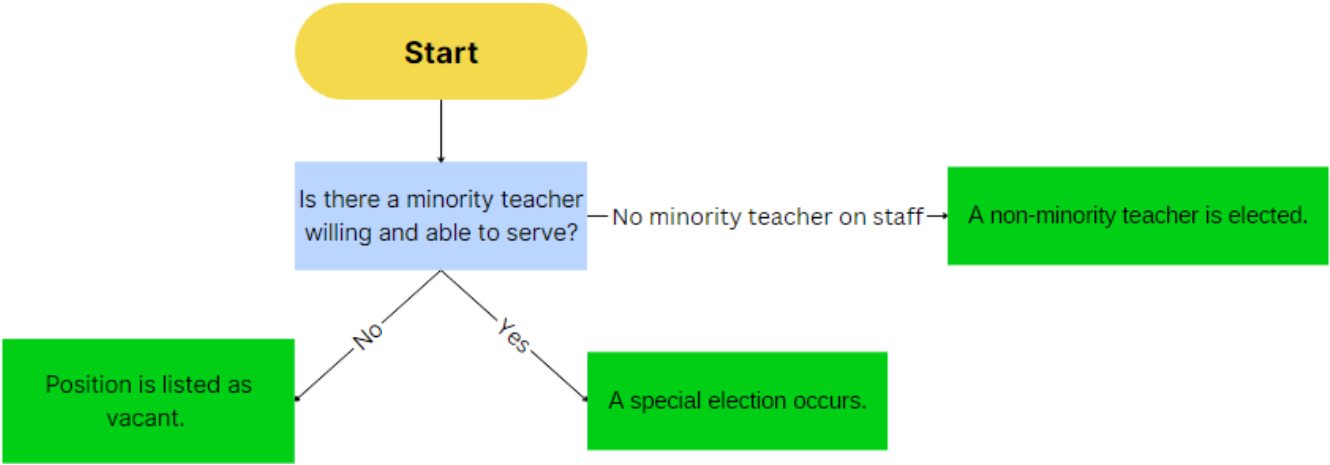 Start
Is there a minority teacher
willing and able to serve?
No minority teacher on staff
A non-minority teacher is elected.
No
Yes
Position is listed as
vacant.
A special election occurs.